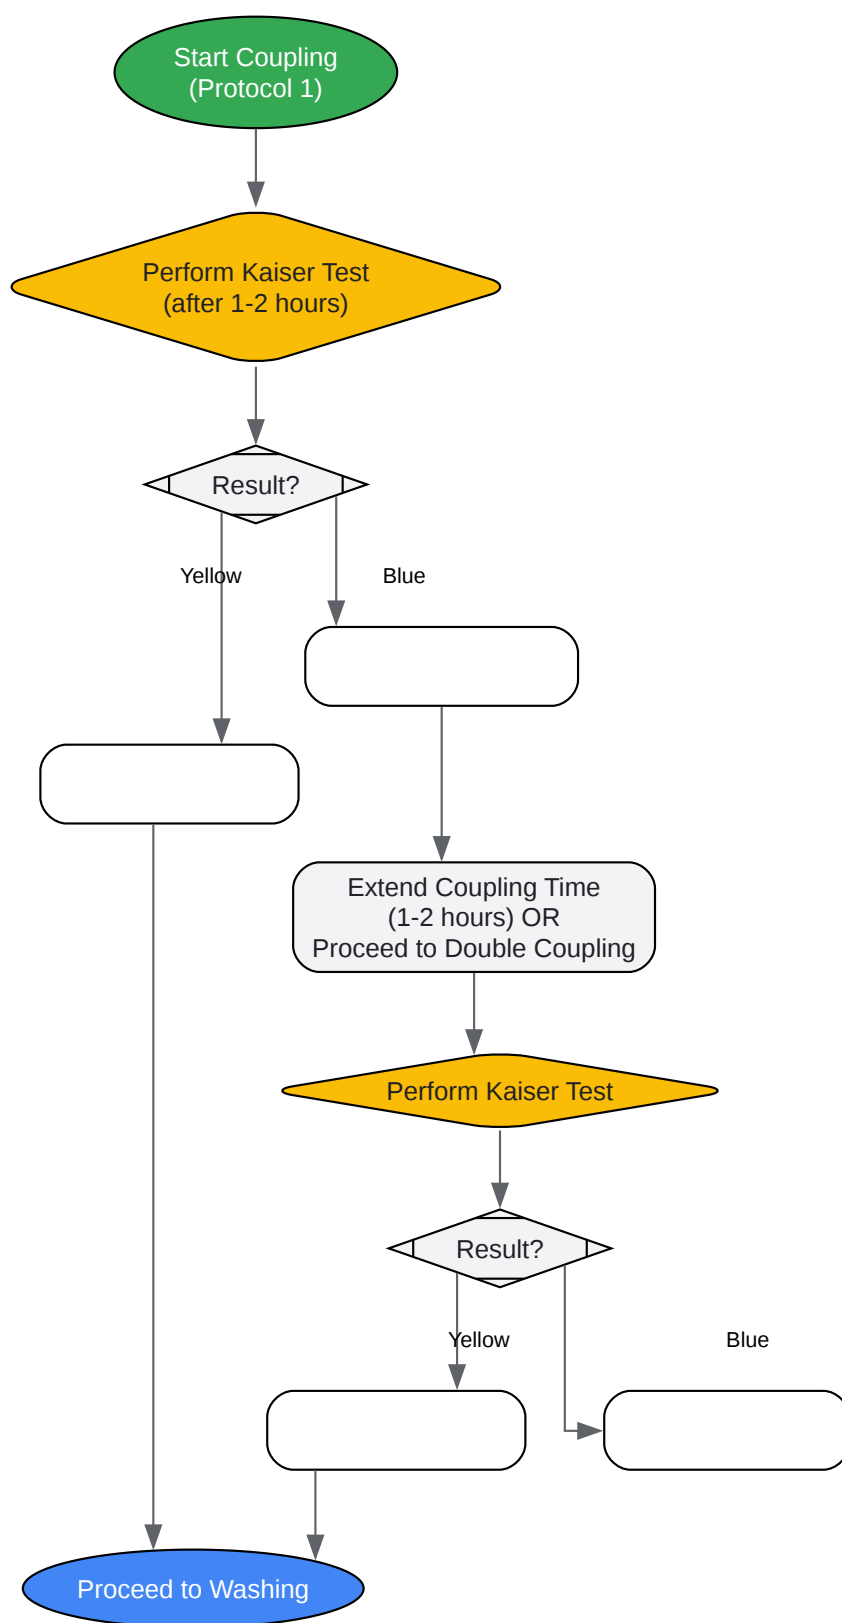 Start Coupling
(Protocol 1)
Perform Kaiser Test
(after 1-2 hours)
Result?
Yellow
Blue
Extend Coupling Time
(1-2 hours) OR
Proceed to Double Coupling
Perform Kaiser Test
Result?
Yellow
Blue
Proceed to Washing